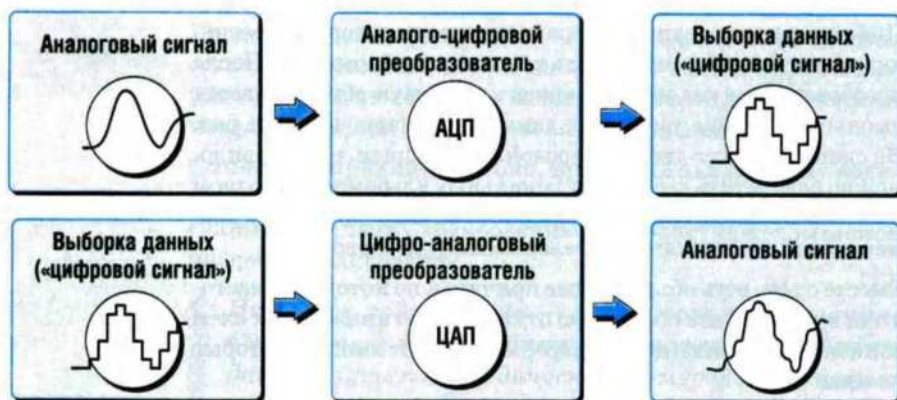 Аналоговый сигнал
Аналого-цифровой
преобразователь
АЦП
Выборка данных
(«цифровой сигнал»)
Выборка данных
(«цифровой сигнал»)
Цифро-аналоговый
преобразователь
ЦАП
Аналоговый сигнал